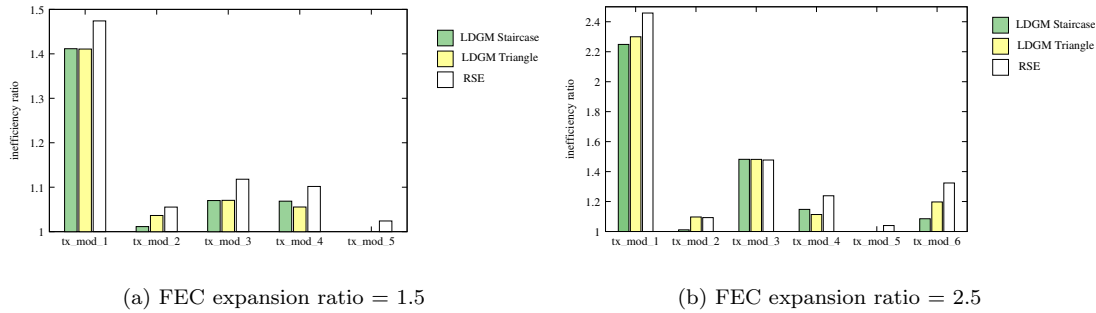 1.5
1.4
1.3
1.2
1.1
1
inefficiency ratio
tx_mod_1 tx_mod_2 tx_mod_3 tx_mod_4 tx_mod_5
LDGM Staircase
LDGM Triangle
RSE
(a) FEC expansion ratio = 1.5
2.4
2.2
2
1.8
1.6
1.4
1.2
1
inefficiency ratio
tx_mod_1 tx_mod_2 tx_mod_3 tx_mod_4 tx_mod_5 tx_mod_6
LDGM Staircase
LDGM Triangle
RSE
(b) FEC expansion ratio = 2.5